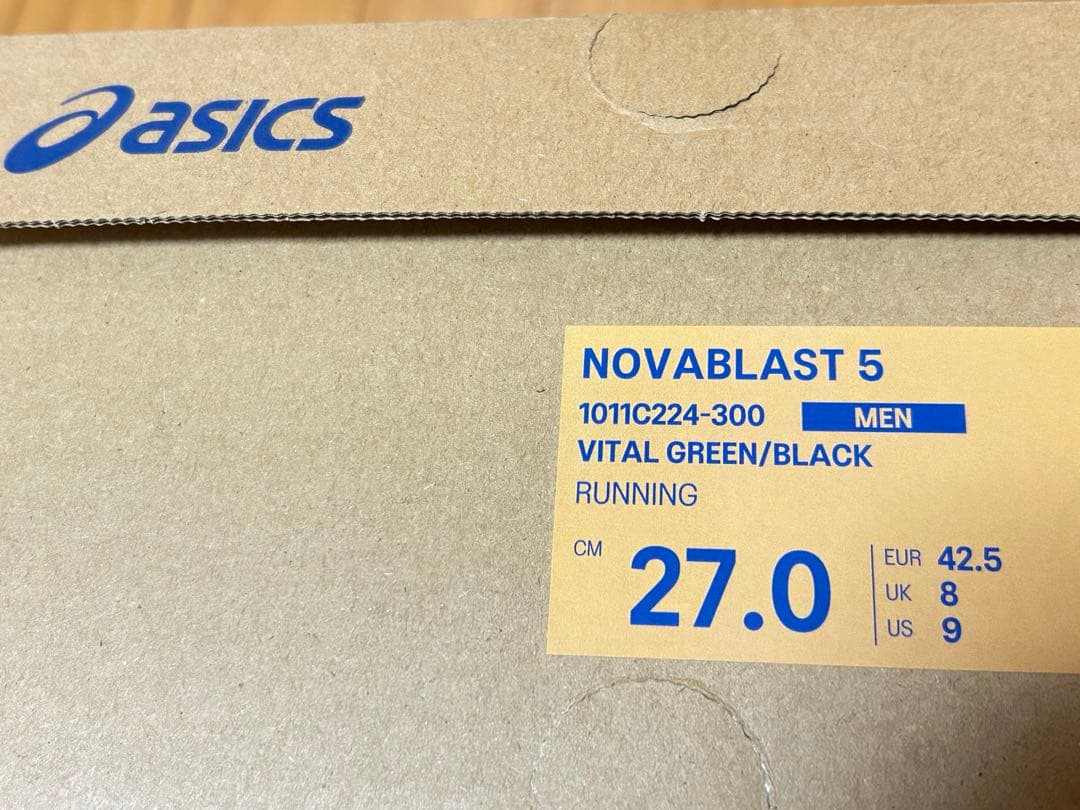 asics
NOVABLAST 5
1011C224-300 MEN
VITAL GREEN/BLACK
RUNNING
CM 27.0
EUR 42.5
UK 8
US 9